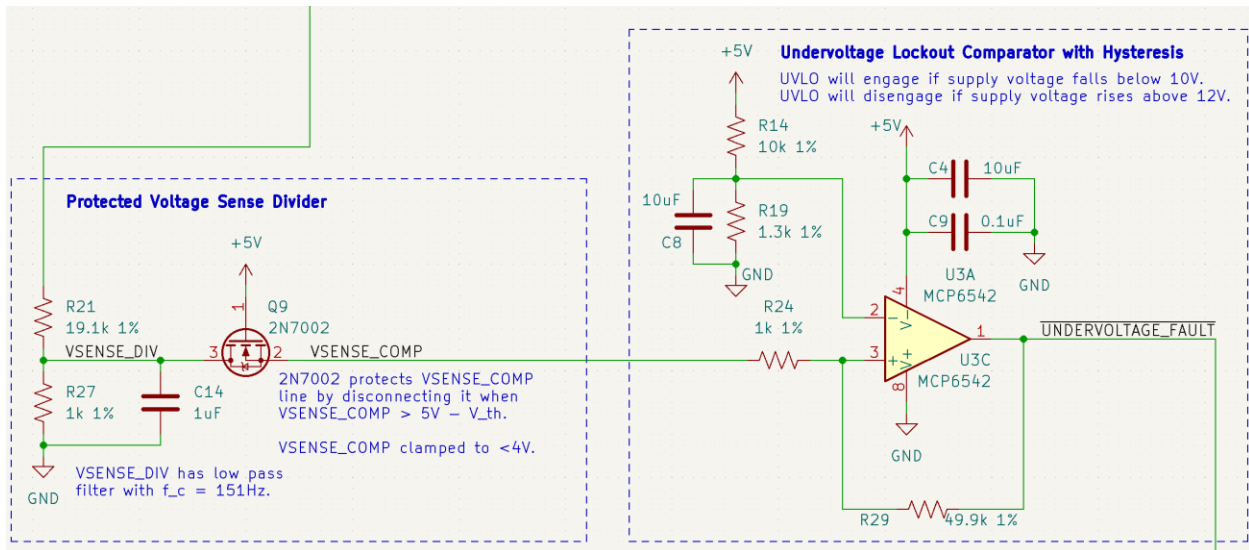 Protected Voltage Sense Divider
+5V
1
Q9
2N7002
R21
19.1k 1%
VSENSE_DIV
3
2
VSENSE_COMP
R27
1k 1%
C14
1uF
2N7002 protects VSENSE_COMP
line by disconnecting it when
VSENSE_COMP > 5V – V_th.
VSENSE_COMP clamped to <4V.
GND
VSENSE_DIV has low pass
filter with f_c = 151Hz.
Undervoltage Lockout Comparator with Hysteresis
UVLO will engage if supply voltage falls below 10V.
UVLO will disengage if supply voltage rises above 12V.
+5V
R14
10k 1%
+5V
C4
10uF
10uF
C8
R19
1.3k 1%
C9
0.1uF
GND
GND
U3A
MCP6542
4
V-
R24
1k 1%
2
-
3
+
1
UNDERVOLTAGE_FAULT
V+
8
U3C
MCP6542
GND
R29
49.9k 1%